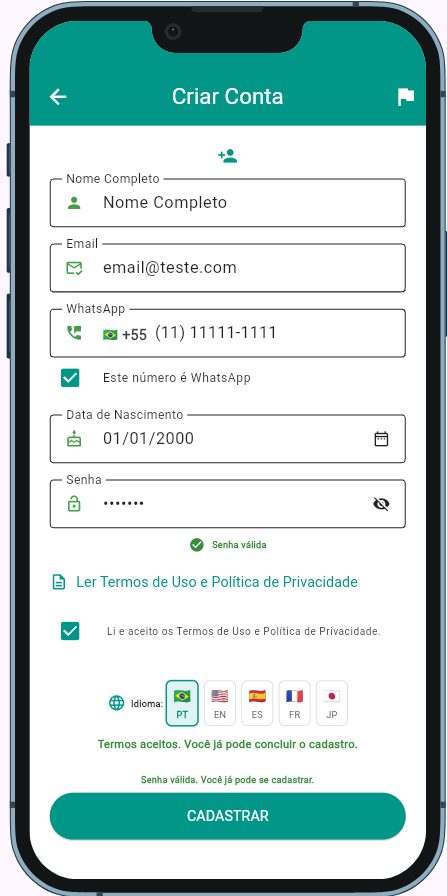 Criar Conta
Nome Completo
Nome Completo
Email
email@teste.com
WhatsApp
+55 (11) 11111-1111
Este número é WhatsApp
Data de Nascimento
01/01/2000
Senha
•••••••
Senha válida
Ler Termos de Uso e Política de Privacidade
Li e aceito os Termos de Uso e Política de Privacidade.
Idioma:
PT EN ES FR JP
Termos aceitos. Você já pode concluir o cadastro.
Senha válida. Você já pode se cadastrar.
CADASTRAR